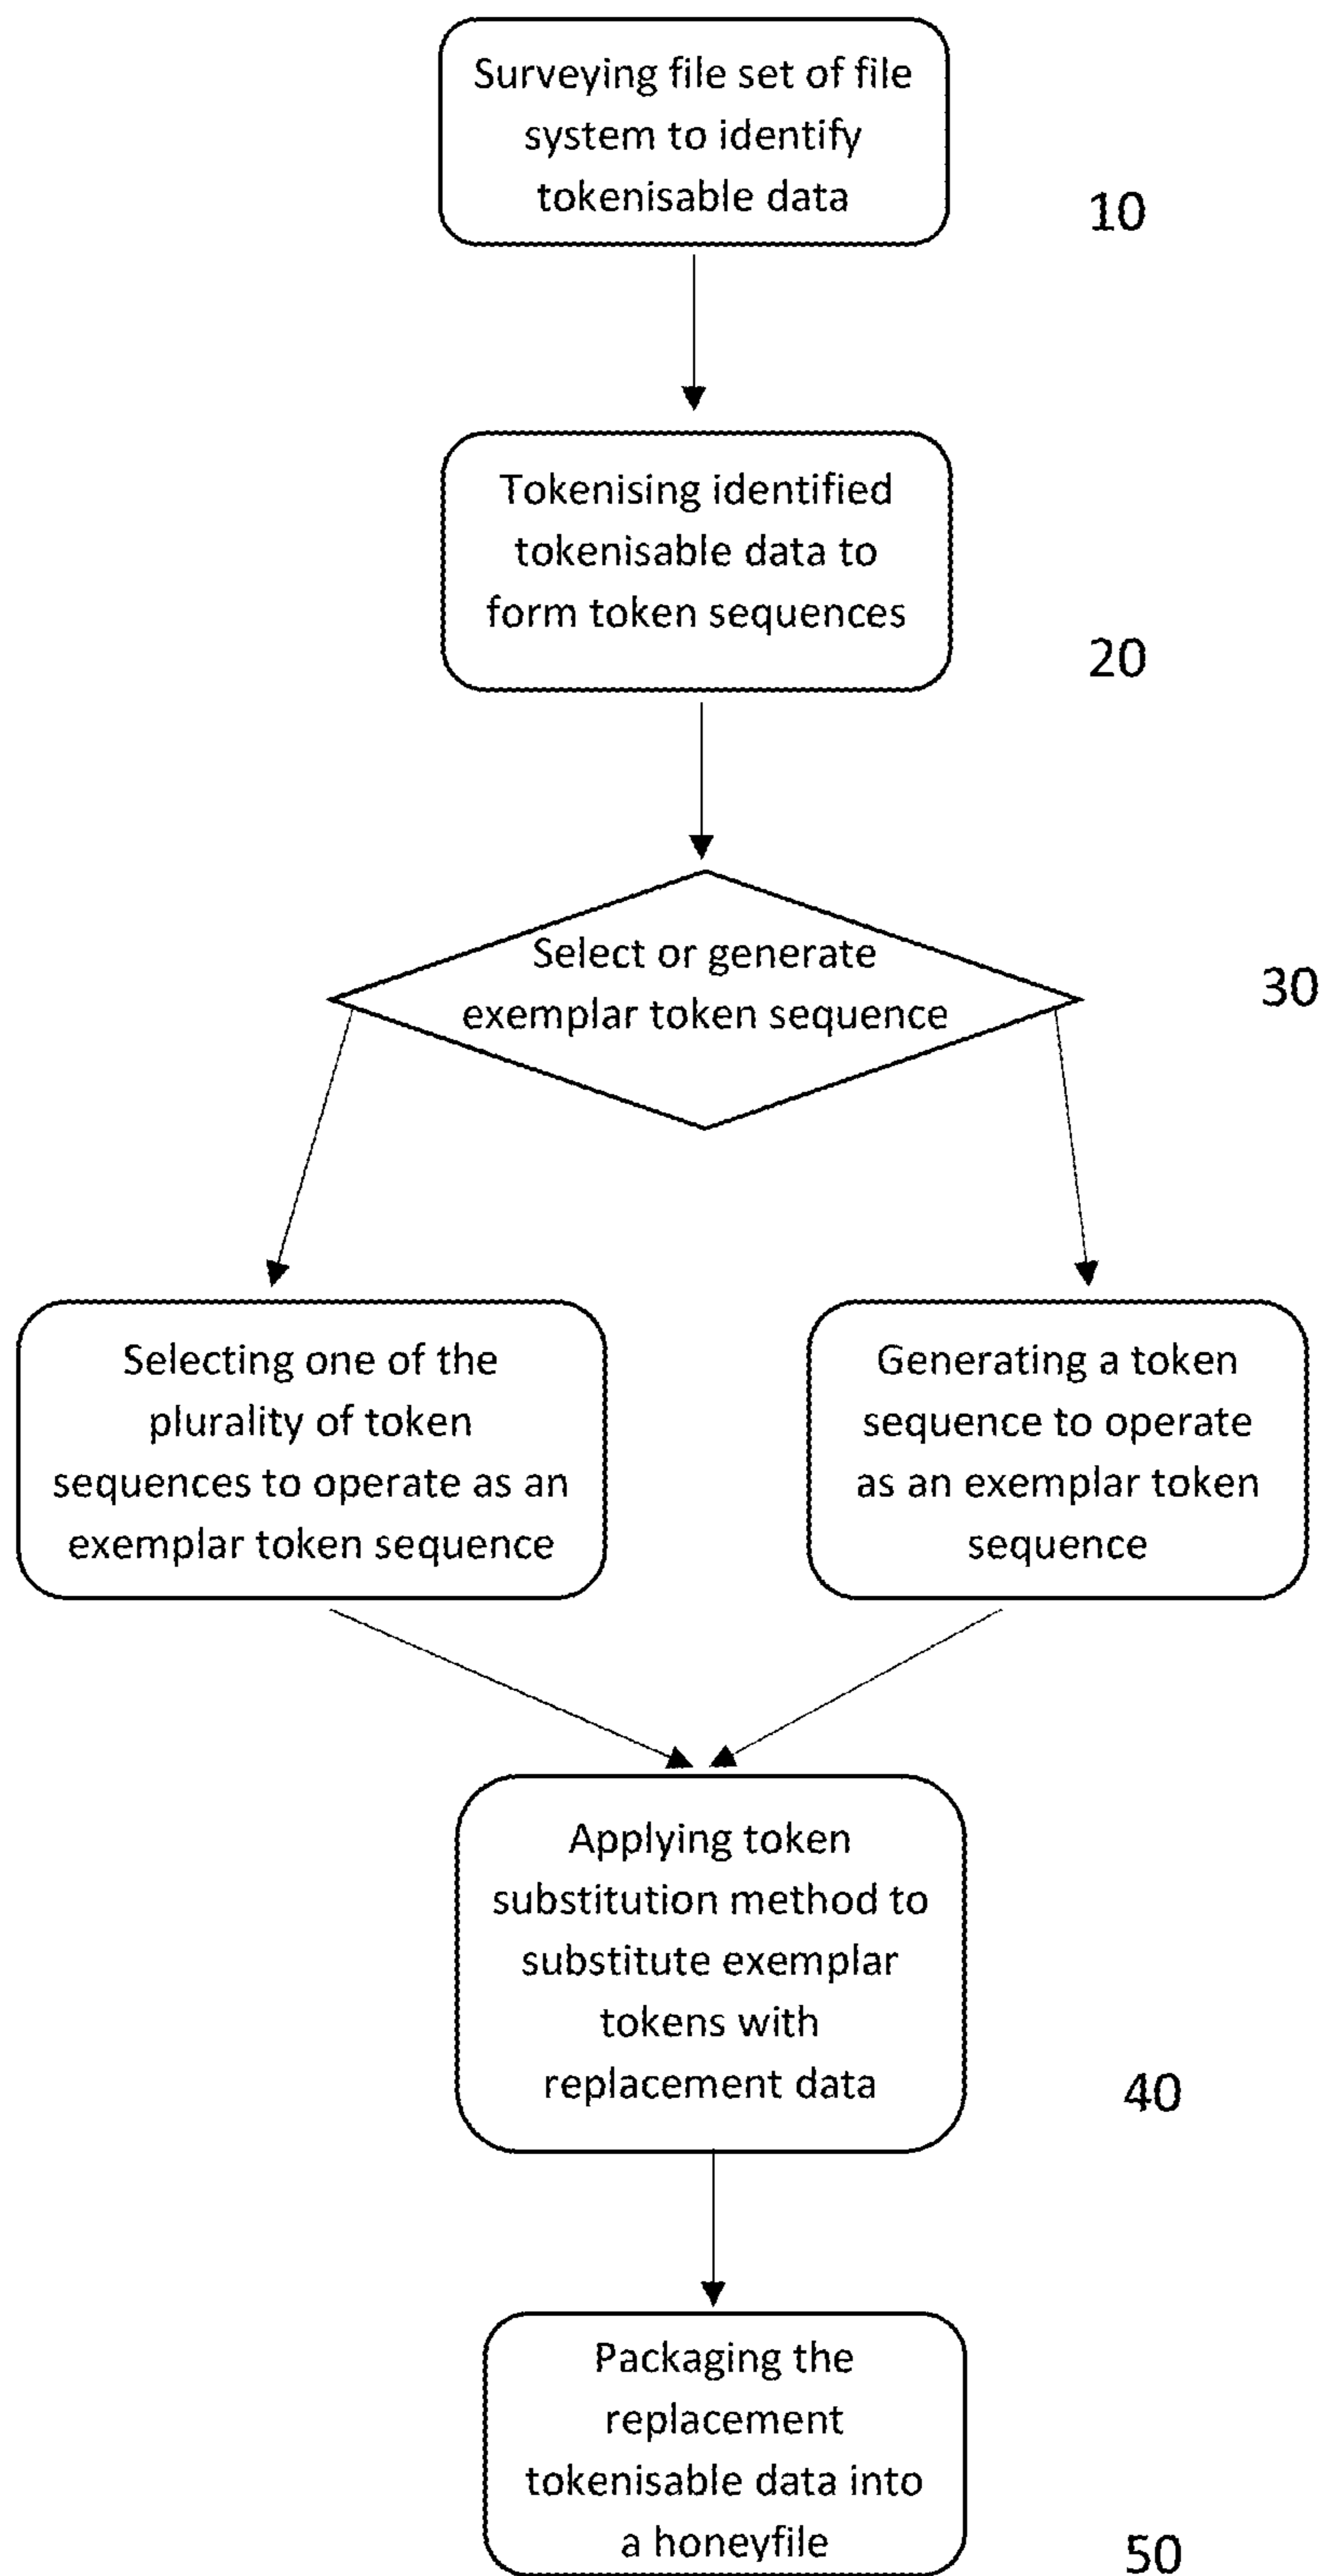 Surveying file set of file
system to identify
tokenisable data
10
Tokenising identified
tokenisable data to
form token sequences
20
Select or generate
exemplar token sequence
30
Selecting one of the
plurality of token
sequences to operate as an
exemplar token sequence
Generating a token
sequence to operate
as an exemplar token
sequence
Applying token
substitution method to
substitute exemplar
tokens with
replacement data
40
Packaging the
replacement
tokenisable data into
a honeyfile
50